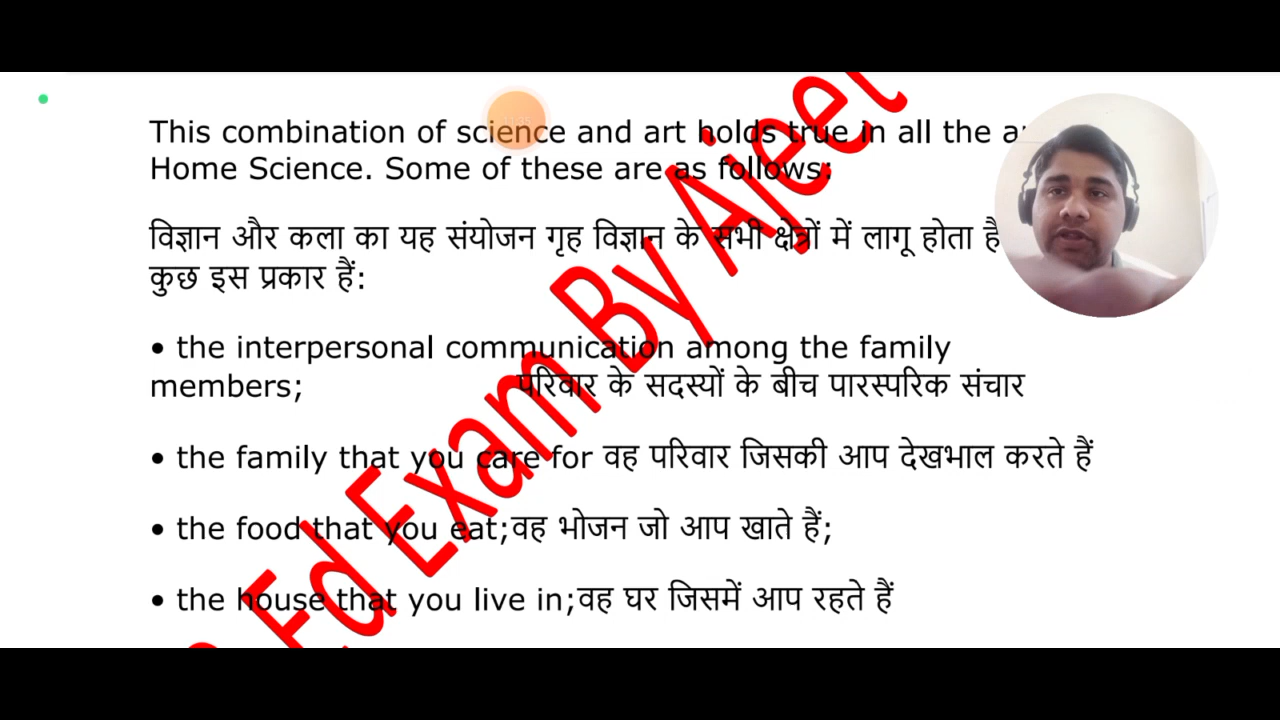 This combination of science and art holds true in all the
Home Science. Some of these are as follows:
विज्ञान और कला का यह संयोजन गृह विज्ञान के सभी क्षेत्रों में लागू होता है
कुछ इस प्रकार हैं:
• the interpersonal communication among the family
members; परिवार के सदस्यों के बीच पारस्परिक संचार
• the family that you care for वह परिवार जिसकी आप देखभाल करते हैं
• the food that you eat;वह भोजन जो आप खाते हैं;
• the house that you live in;वह घर जिसमें आप रहते हैं
Ed Exam By Ajeet